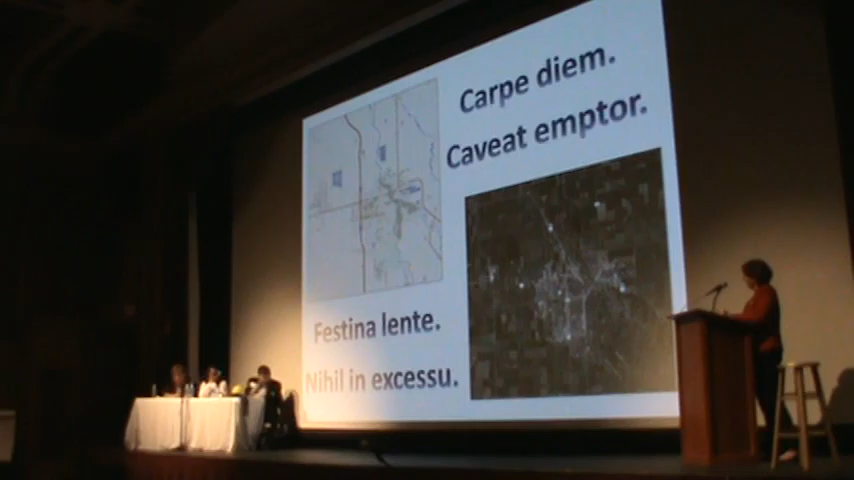 Carpe diem.
Caveat emptor.
Festina lente.
Nihil in excessu.